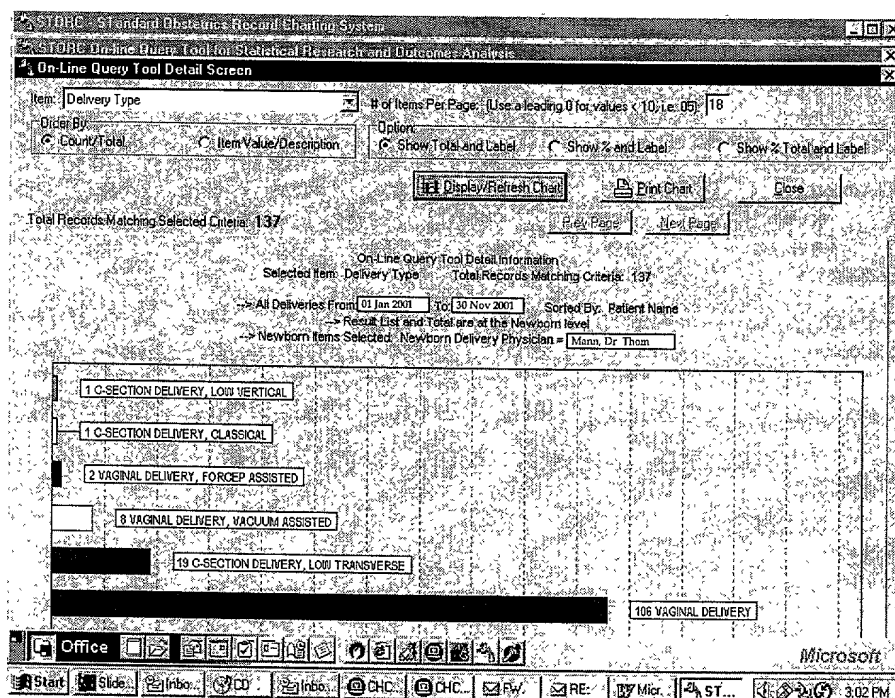 STORC - STandard Obstetrics Record Charting System
STORC On-line Query Tool for Statistical Research and Outcomes Analysis
On-Line Query Tool Detail Screen
Item: Delivery Type # of Items Per Page: (Use a leading 0 for values < 10, i.e. 05) 18
Order By: Option:
Count/Total Item Value/Description Show Total and Label Show % and Label Show % Total and Label
Display/Refresh Chart Print Chart Close
Total Records Matching Selected Criteria: 137 Prev Page Next Page
On-Line Query Tool Detail Information
Selected Item: Delivery Type Total Records Matching Criteria: 137
--> All Deliveries From: 01 Jan 2001 To: 30 Nov 2001 Sorted By: Patient Name
--> Result List and Total are at the Newborn level
--> Newborn Items Selected: Newborn Delivery Physician = Mann, Dr Thom
1 C-SECTION DELIVERY, LOW VERTICAL
1 C-SECTION DELIVERY, CLASSICAL
2 VAGINAL DELIVERY, FORCEP ASSISTED
8 VAGINAL DELIVERY, VACUUM ASSISTED
19 C-SECTION DELIVERY, LOW TRANSVERSE
106 VAGINAL DELIVERY
Office Microsoft
Start Slide... Inbo... CD Inbo... CHC... CHC... FW: RE: Micr... ST... 3:02 PM